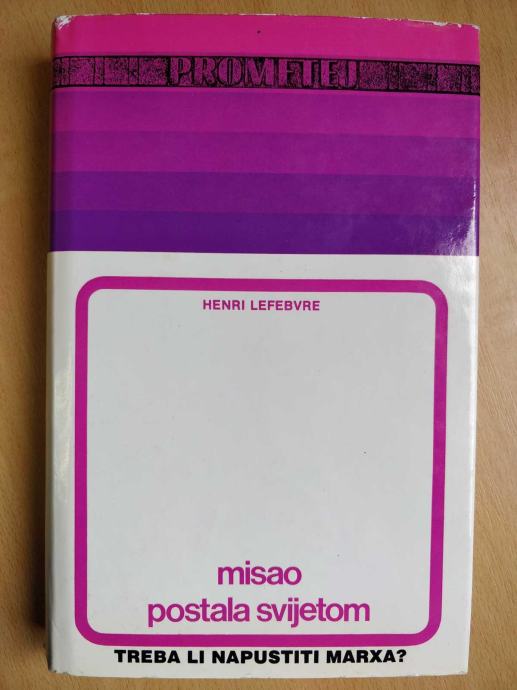 PROMETEJ
HENRI LEFEBVRE
misao
postala svijetom
TREBA LI NAPUSTITI MARXA?